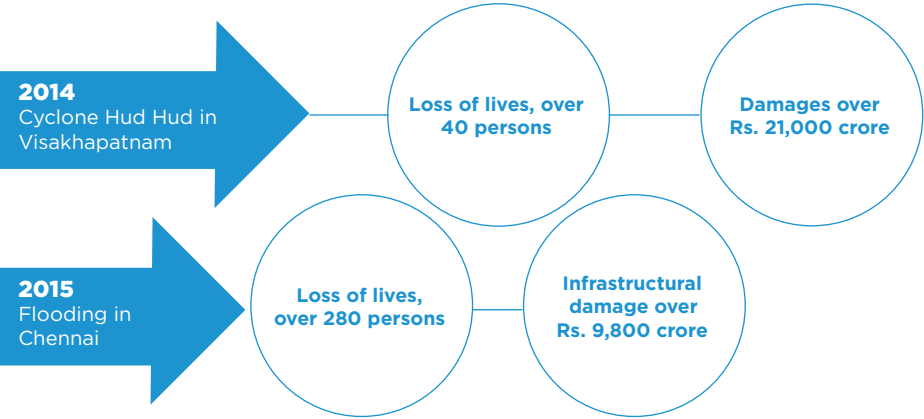 2014
Cyclone Hud Hud in
Visakhapatnam
Loss of lives, over
40 persons
Damages over
Rs. 21,000 crore
2015
Flooding in
Chennai
Loss of lives,
over 280 persons
Infrastructural
damage over
Rs. 9,800 crore